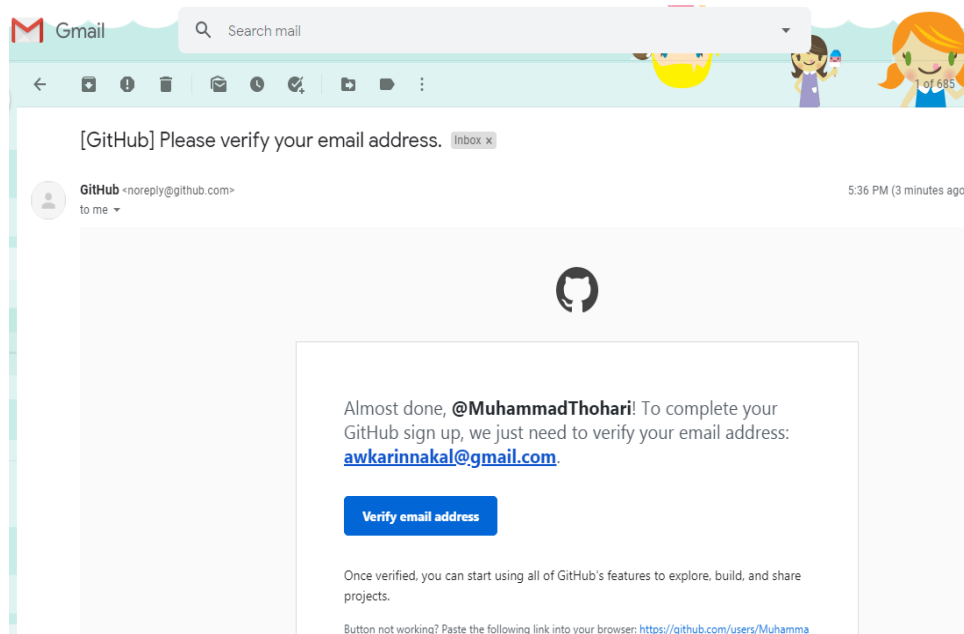 Gmail
Search mail
1 of 685
[GitHub] Please verify your email address.
Inbox x
GitHub <noreply@github.com>
5:36 PM (3 minutes ago
to me
Almost done, @MuhammadThohari! To complete your
GitHub sign up, we just need to verify your email address:
awkarinnakal@gmail.com.
Verify email address
Once verified, you can start using all of GitHub's features to explore, build, and share
projects.
Button not working? Paste the following link into your browser: https://github.com/users/Muhamma